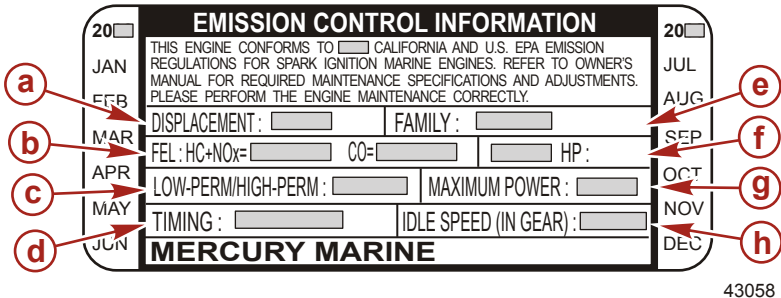 EMISSION CONTROL INFORMATION
20 20
THIS ENGINE CONFORMS TO CALIFORNIA AND U.S. EPA EMISSION
REGULATIONS FOR SPARK IGNITION MARINE ENGINES. REFER TO OWNER'S
MANUAL FOR REQUIRED MAINTENANCE SPECIFICATIONS AND ADJUSTMENTS.
PLEASE PERFORM THE ENGINE MAINTENANCE CORRECTLY.
JAN
FEB
MAR
APR
MAY
JUN
DISPLACEMENT : FAMILY :
FEL : HC+NOx= CO= HP :
LOW-PERM/HIGH-PERM : MAXIMUM POWER :
TIMING : IDLE SPEED (IN GEAR) :
MERCURY MARINE
JUL
AUG
SEP
OCT
NOV
DEC
a
b
c
d
e
f
g
h
43058